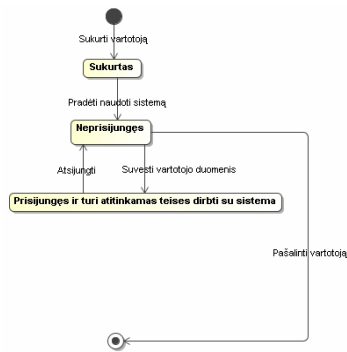 Sukurti vartotoją
Sukurtas
Pradėti naudoti sistemą
Neprisijungęs
Atsijungti
Suvesti vartotojo duomenis
Prisijungęs ir turi atitinkamas teises dirbti su sistema
Pašalinti vartotoją